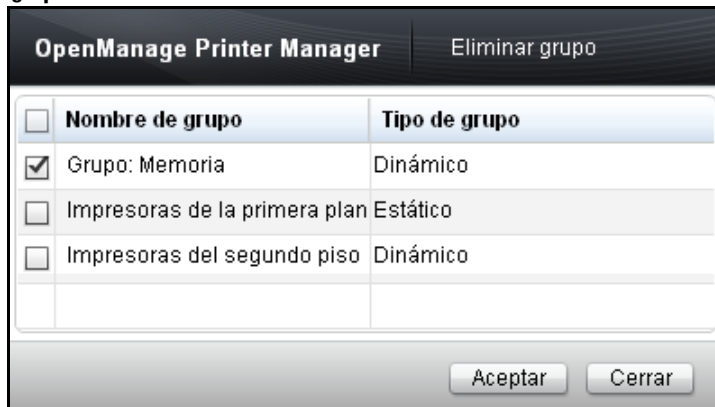 OpenManage Printer Manager Eliminar grupo
Nombre de grupo Tipo de grupo
Grupo: Memoria Dinámico
Impresoras de la primera plan Estático
Impresoras del segundo piso Dinámico
Aceptar Cerrar